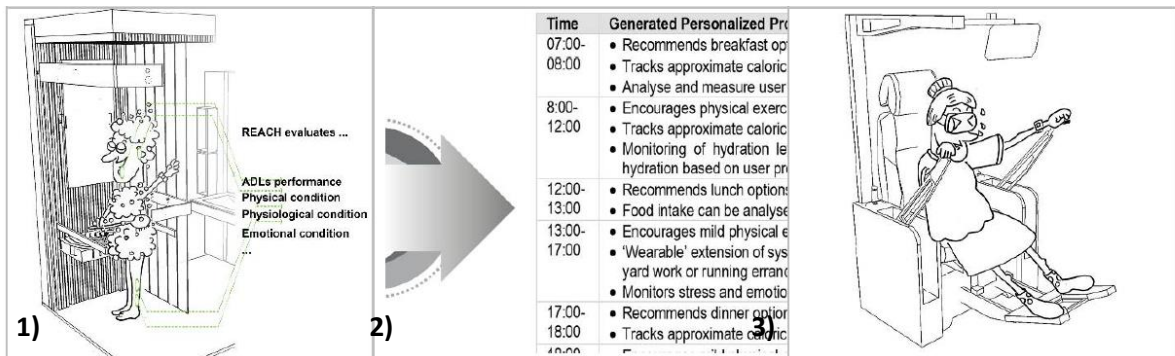 REACH evaluates ...
ADLs performance
Physical condition
Physiological condition
Emotional condition
...
1)
Time Generated Personalized Pro
07:00- • Recommends breakfast op
08:00 • Tracks approximate caloric
• Analyse and measure user
8:00- • Encourages physical exerc
12:00 • Tracks approximate caloric
• Monitoring of hydration le
hydration based on user pr
12:00- • Recommends lunch options
13:00 • Food intake can be analyse
13:00- • Encourages mild physical e
17:00 • 'Wearable' extension of sys
yard work or running errand
• Monitors stress and emotio
17:00- • Recommends dinner option
18:00 • Tracks approximate caloric
2)
3)